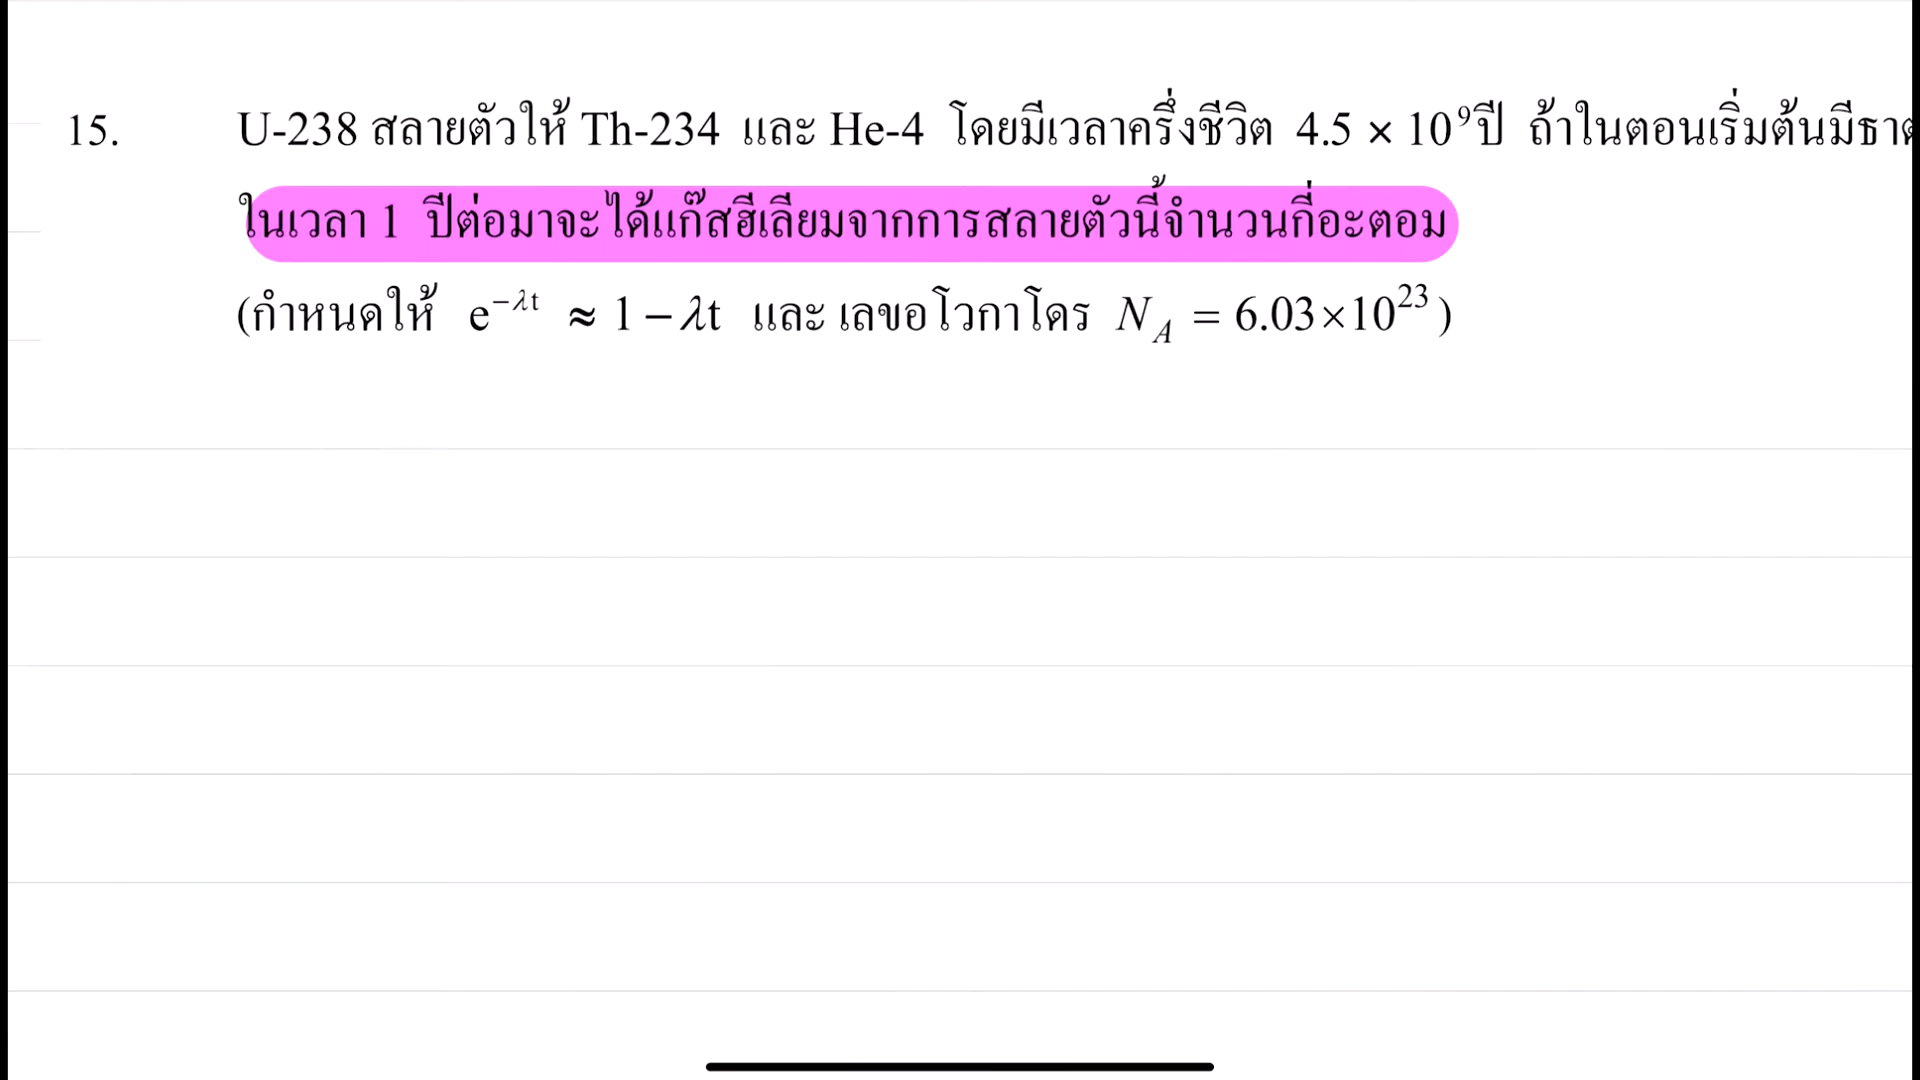 15. U-238 สลายตัวให้ Th-234 และ He-4 โดยมีเวลาครึ่งชีวิต 4.5 × 10⁹ปี ถ้าในตอนเริ่มต้นมี
ในเวลา 1 ปีต่อมาจะได้แก๊สฮีเลียมจากการสลายตัวนี้จำนวนกี่อะตอม
(กำหนดให้ e^{−λt} ≈ 1 − λt และ เลขอโวกาโดร N_A = 6.03×10²³)